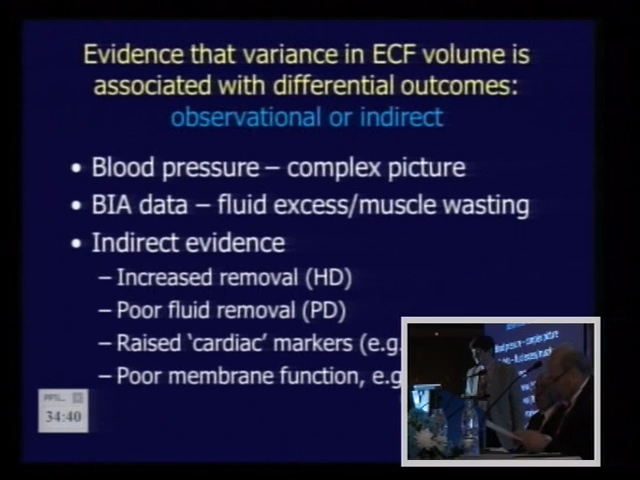 Evidence that variance in ECF volume is
associated with differential outcomes:
observational or indirect
• Blood pressure – complex picture
• BIA data – fluid excess/muscle wasting
• Indirect evidence
– Increased removal (HD)
– Poor fluid removal (PD)
– Raised ‘cardiac’ markers (e.g.
– Poor membrane function, e.g
34:40